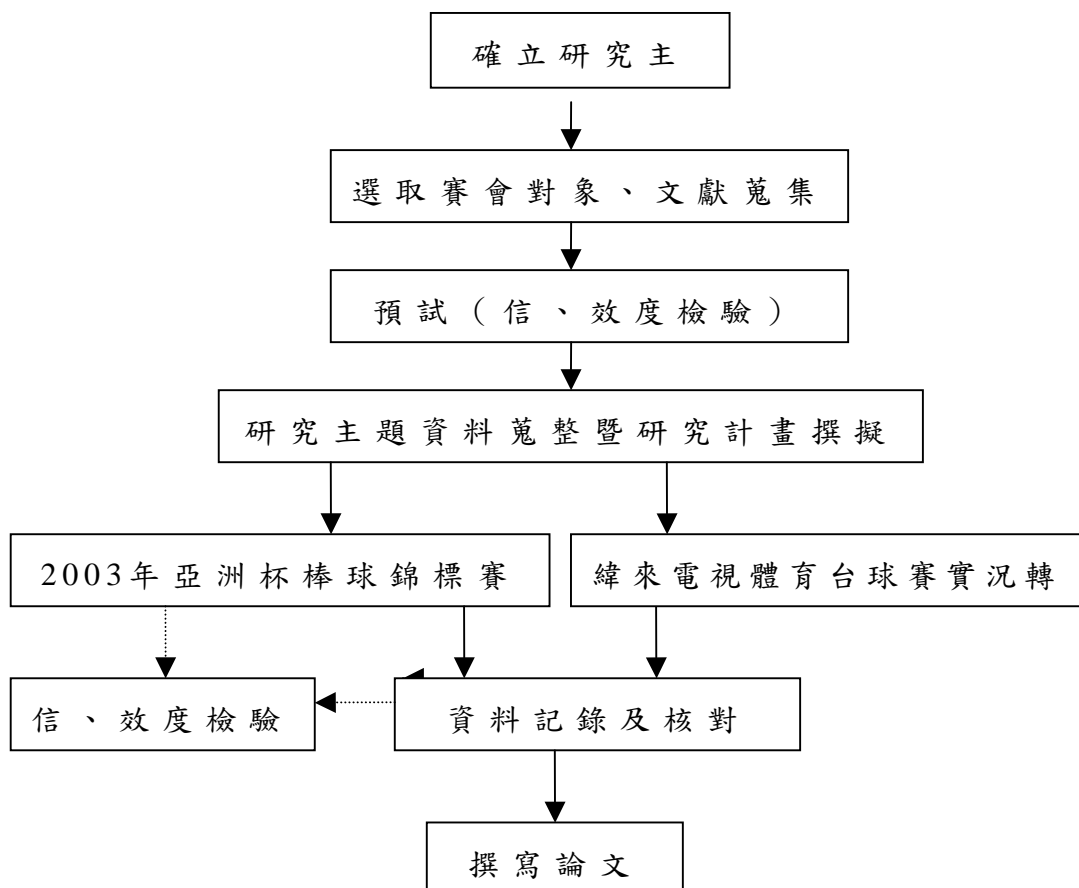 確立研究主
選取賽會對象、文獻蒐集
預試(信、效度檢驗)
研究主題資料蒐整暨研究計畫撰擬
2003年亞洲杯棒球錦標賽
緯來電視體育台球賽實況轉
信、效度檢驗
資料記錄及核對
撰寫論文